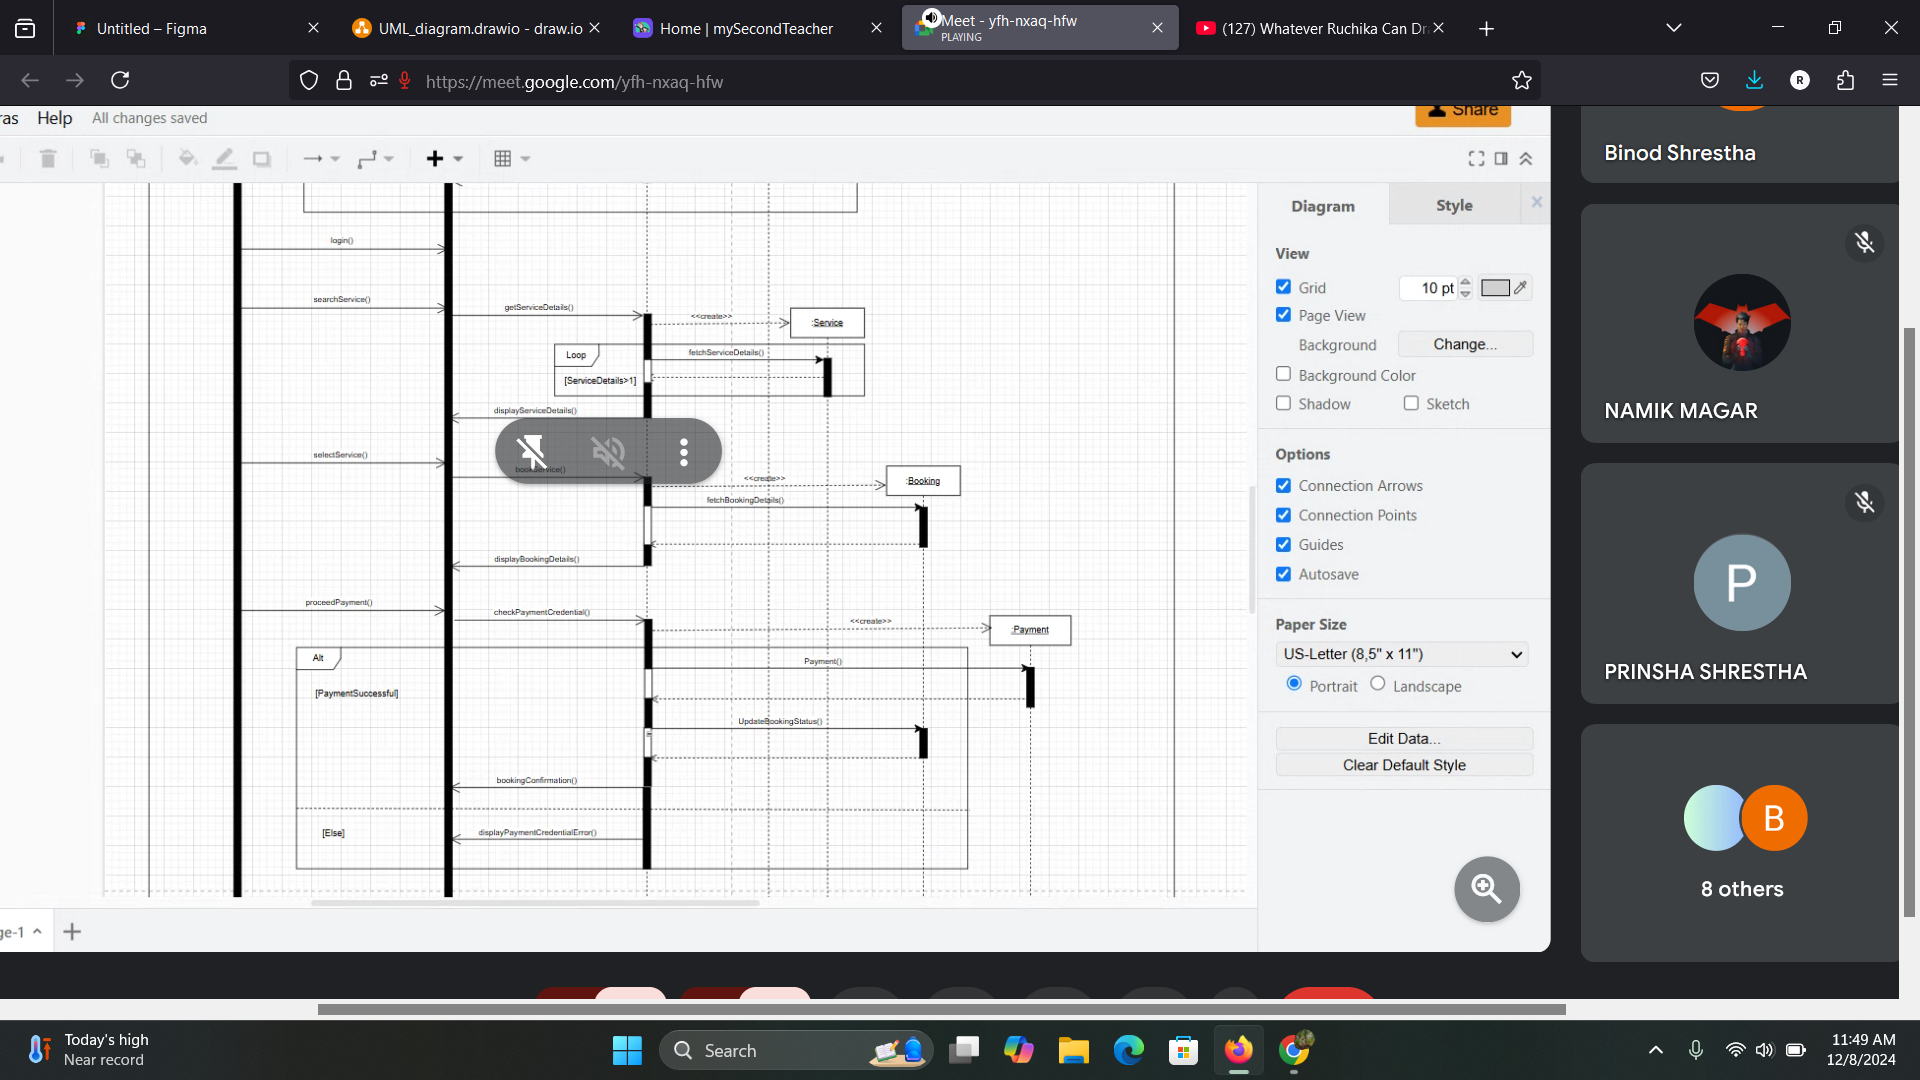 Untitled – Figma
UML_diagram.drawio - draw.io
Home | mySecondTeacher
Meet - yfh-nxaq-hfw
PLAYING
(127) Whatever Ruchika Can Dr
https://meet.google.com/yfh-nxaq-hfw
R
ras Help All changes saved
Share
login()
searchService()
getServiceDetails()
<<create>>
:Service
Loop
fetchServiceDetails()
[ServiceDetails>1]
displayServiceDetails()
selectService()
bookService()
<<create>>
:Booking
fetchBookingDetails()
displayBookingDetails()
proceedPayment()
checkPaymentCredential()
<<create>>
:Payment
Alt
Payment()
[PaymentSuccessful]
UpdateBookingStatus()
bookingConfirmation()
[Else]
displayPaymentCredentialError()
ge-1
Diagram
Style
View
Grid
10 pt
Page View
Background
Change...
Background Color
Shadow
Sketch
Options
Connection Arrows
Connection Points
Guides
Autosave
Paper Size
US-Letter (8,5" x 11")
Portrait
Landscape
Edit Data...
Clear Default Style
Binod Shrestha
NAMIK MAGAR
P
PRINSHA SHRESTHA
B
8 others
Today's high
Near record
Search
11:49 AM
12/8/2024